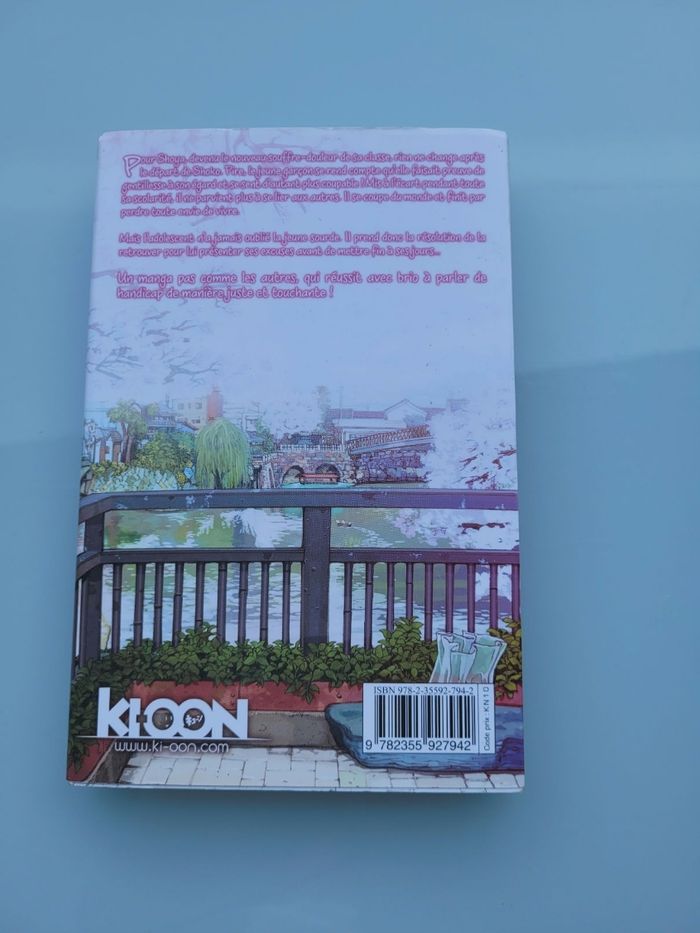 Pour Shoya, devenu le nouveau souffre-douleur de sa classe, rien ne change après
le départ de Shoko. Pire, le jeune garçon se rend compte qu'elle faisait preuve de
gentillesse à son égard et se sent d'autant plus coupable ! Mis à l'écart pendant toute
sa scolarité, il ne parvient plus à se lier aux autres. Il se coupe du monde et finit par
perdre toute envie de vivre.
Mais l'adolescent n'a jamais oublié la jeune sourde. Il prend donc la résolution de la
retrouver pour lui présenter ses excuses avant de mettre fin à ses jours...
Un manga pas comme les autres, qui réussit avec brio à parler de
handicap de manière juste et touchante !
KI-OON
www.ki-oon.com
ISBN 978-2-35592-794-2
9 782355 927942
Code prix : KN10